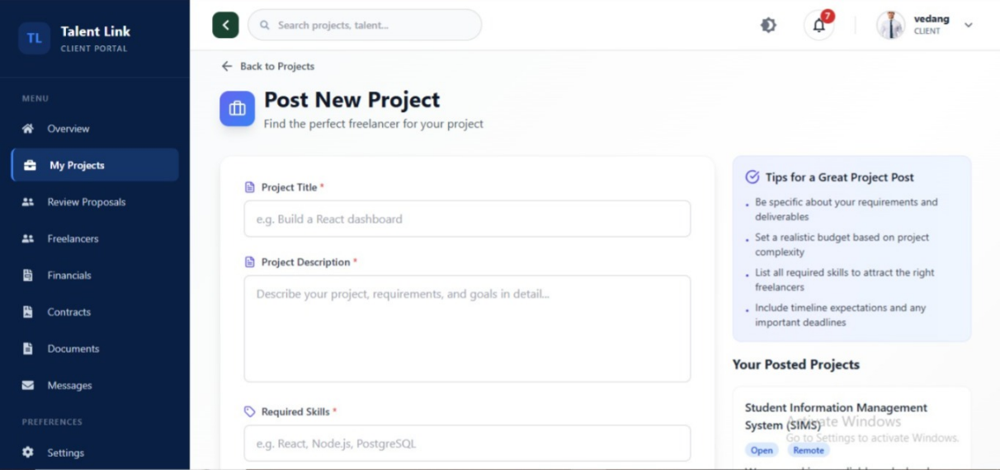 TL
Talent Link
CLIENT PORTAL
MENU
Overview
My Projects
Review Proposals
Freelancers
Financials
Contracts
Documents
Messages
PREFERENCES
Settings
Search projects, talent...
7
vedang
CLIENT
Back to Projects
Post New Project
Find the perfect freelancer for your project
Project Title *
e.g. Build a React dashboard
Project Description *
Describe your project, requirements, and goals in detail...
Required Skills *
e.g. React, Node.js, PostgreSQL
Tips for a Great Project Post
• Be specific about your requirements and
deliverables
• Set a realistic budget based on project
complexity
• List all required skills to attract the right
freelancers
• Include timeline expectations and any
important deadlines
Your Posted Projects
Student Information Management
System (SIMS)
Activate Windows
Go to Settings to activate Windows.
Open Remote